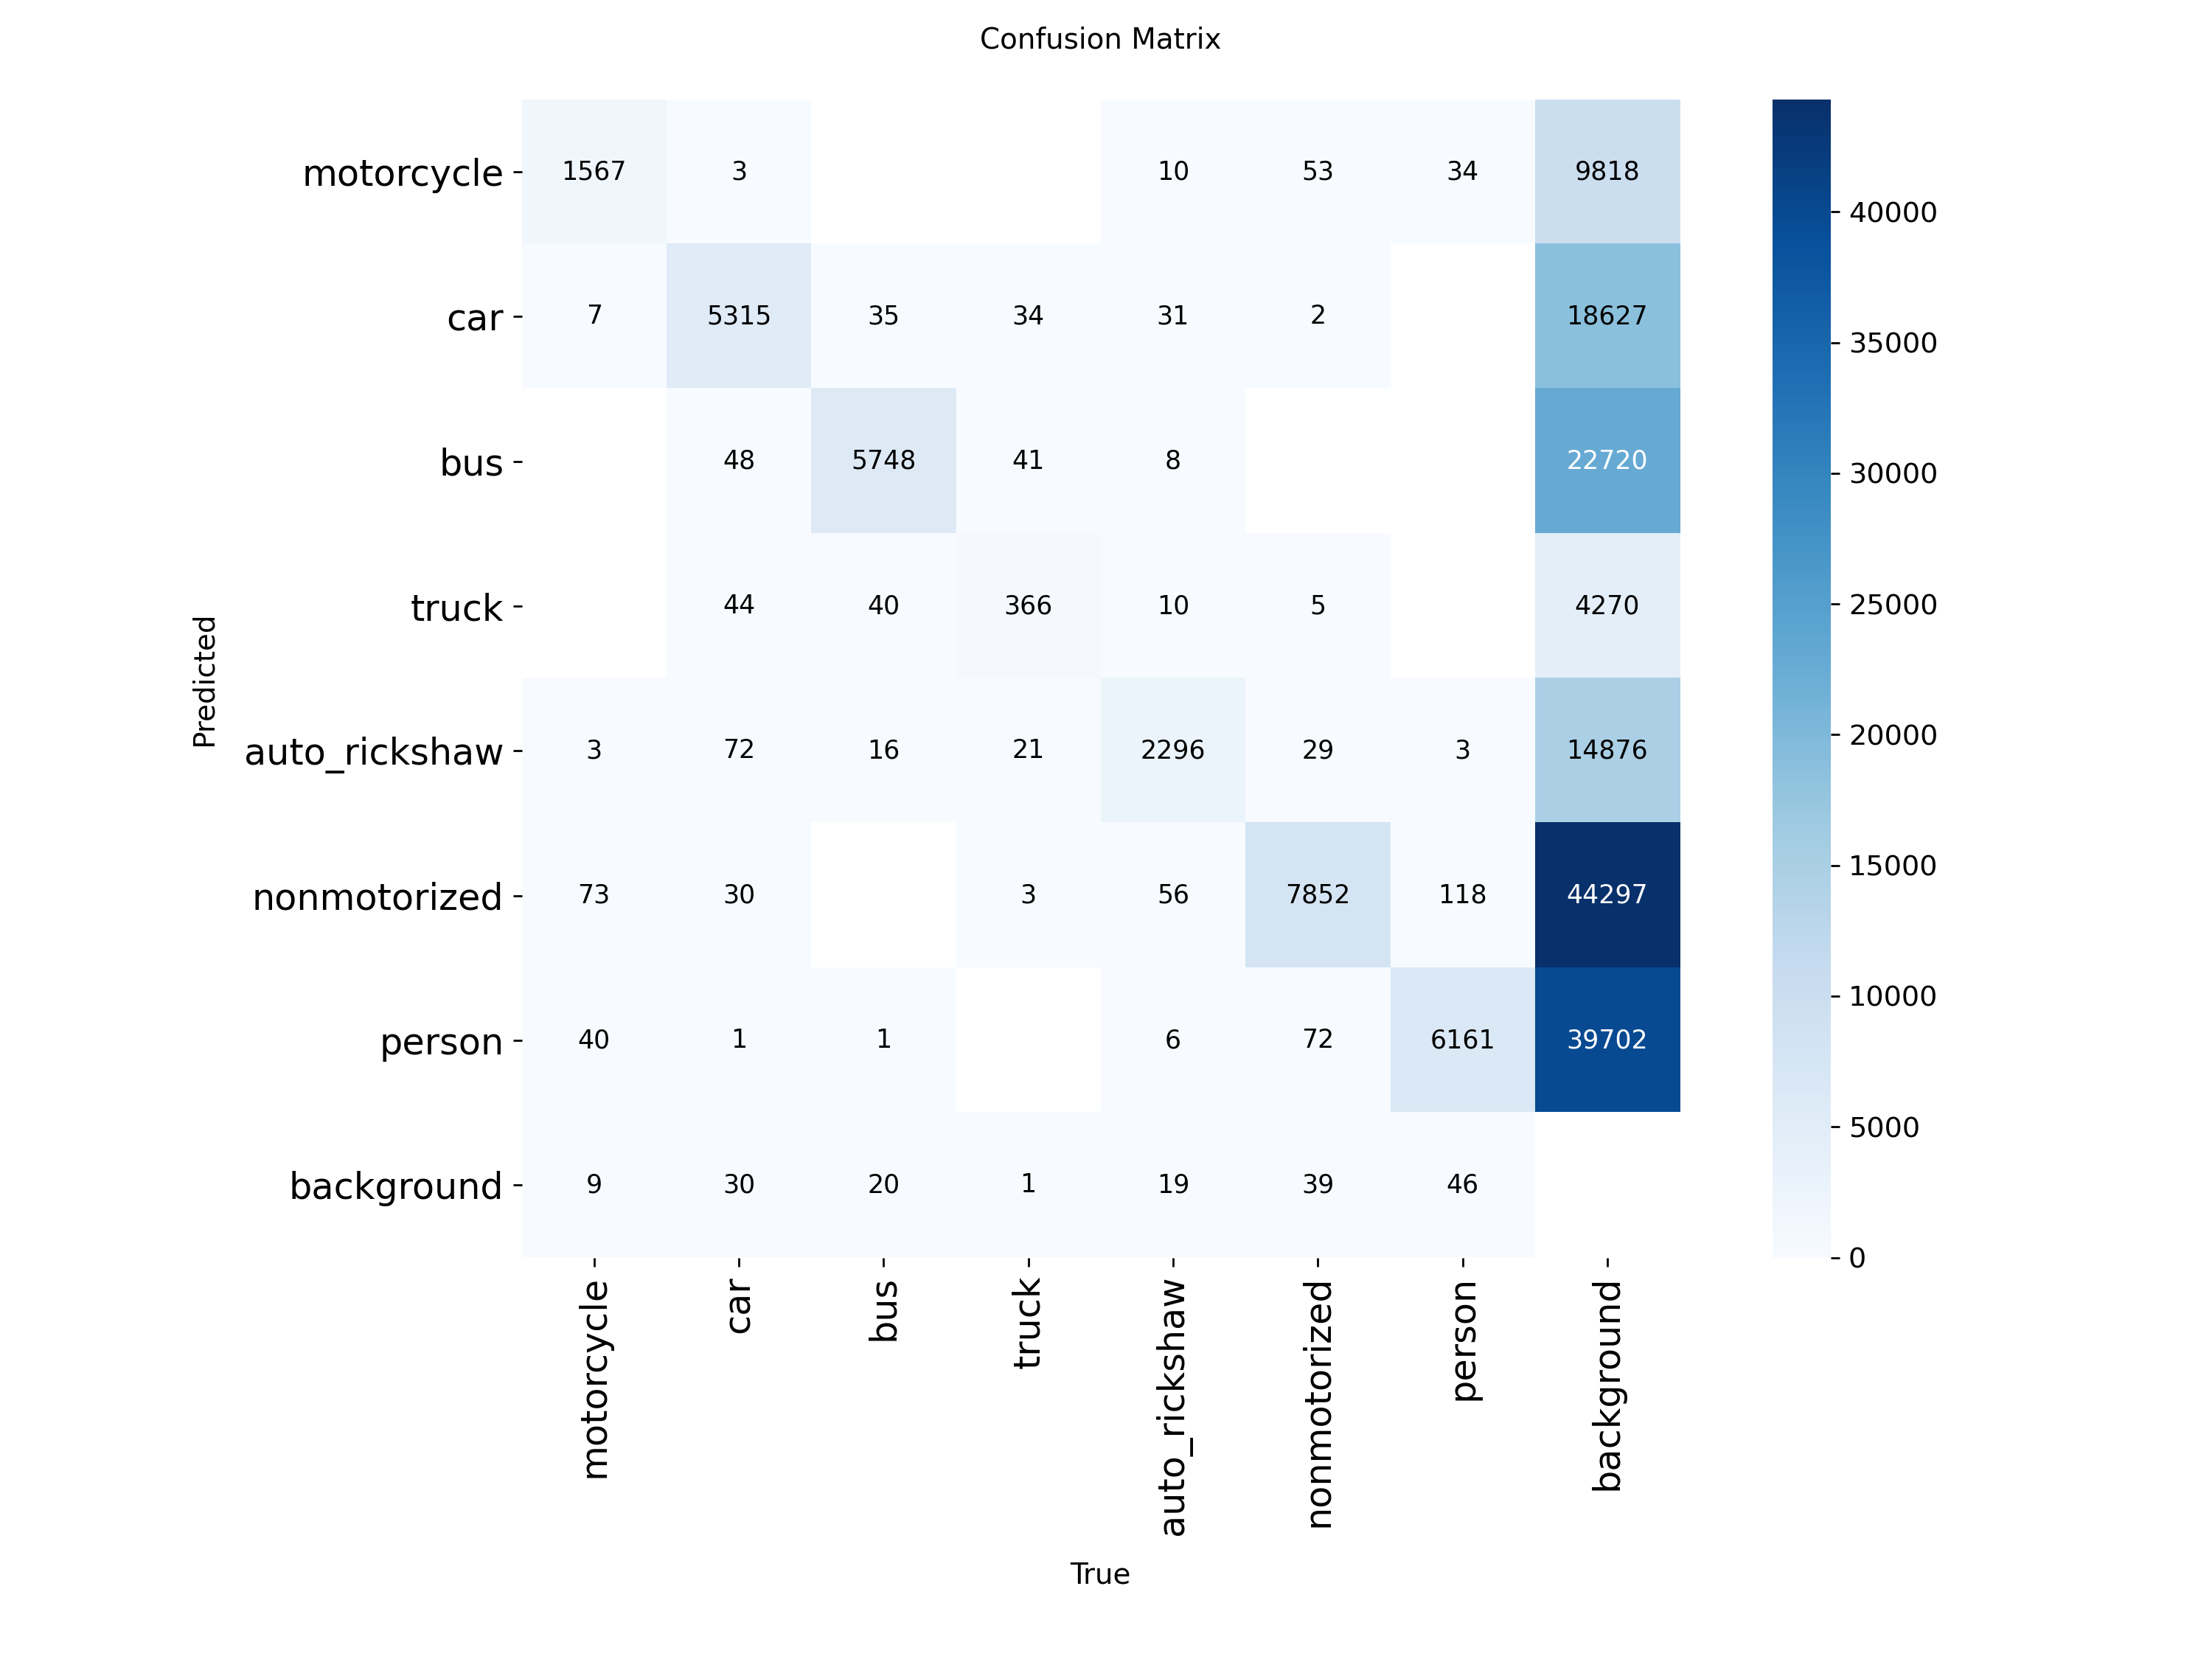 Confusion Matrix
motorcycle 1567 3 10 53 34 9818
car 7 5315 35 34 31 2 18627
bus 48 5748 41 8 22720
truck 44 40 366 10 5 4270
auto_rickshaw 3 72 16 21 2296 29 3 14876
nonmotorized 73 30 3 56 7852 118 44297
person 40 1 1 6 72 6161 39702
background 9 30 20 1 19 39 46
motorcycle car bus truck auto_rickshaw nonmotorized person background
True
Predicted
40000
35000
30000
25000
20000
15000
10000
5000
0